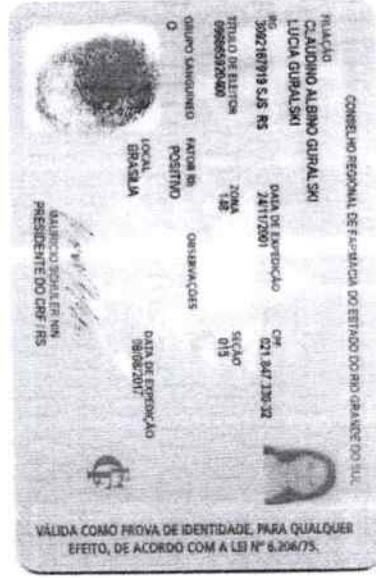 CONSELHO REGIONAL DE FARMÁCIA DO ESTADO DO RIO GRANDE DO SUL
FILIAÇÃO
CLAUDINO ALBINO GURALSKI
LUCIA GURALSKI
RG DATA DE EXPEDIÇÃO CPF
3092167919 SJS RS 24/11/2001 021.847.330-32
TÍTULO DE ELEITOR ZONA SEÇÃO
148 015
GRUPO SANGUÍNEO FATOR Rh OBSERVAÇÕES
O POSITIVO
LOCAL DATA DE EXPEDIÇÃO
BRASÍLIA 08/08/2017
PRESIDENTE DO CRF / RS
VÁLIDA COMO PROVA DE IDENTIDADE, PARA QUALQUER
EFEITO, DE ACORDO COM A LEI Nº 6.206/75.